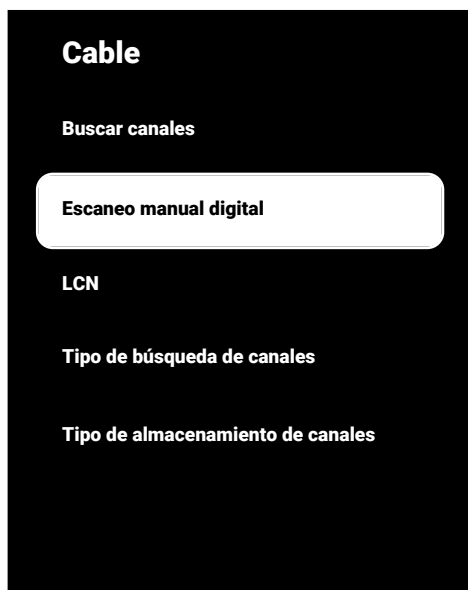 Cable
Buscar canales
Escaneo manual digital
LCN
Tipo de búsqueda de canales
Tipo de almacenamiento de canales